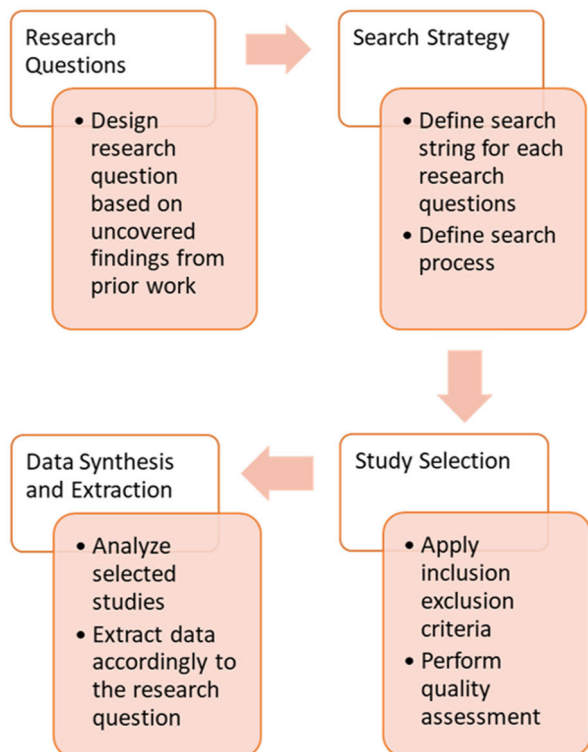 Research
Questions
• Design
research
question
based on
uncovered
findings from
prior work
Search Strategy
• Define search
string for each
research
questions
• Define search
process
Study Selection
• Apply
inclusion
exclusion
criteria
• Perform
quality
assessment
Data Synthesis
and Extraction
• Analyze
selected
studies
• Extract data
accordingly to
the research
question